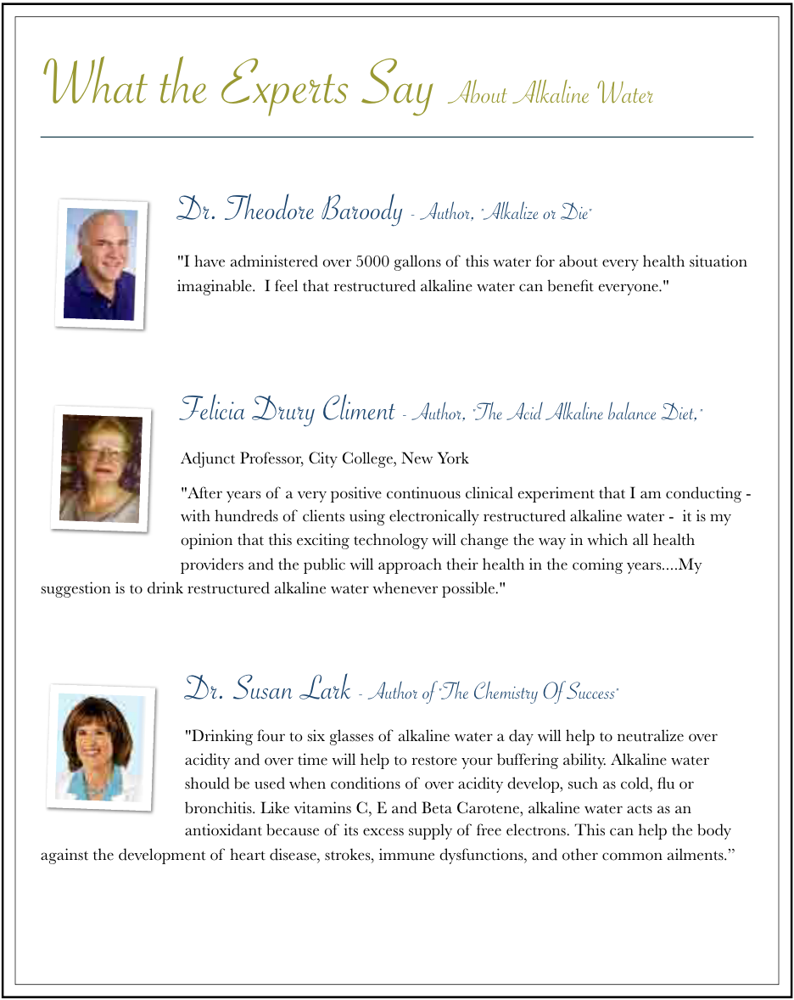 What the Experts Say About Alkaline Water
Dr. Theodore Baroody - Author, "Alkalize or Die"
"I have administered over 5000 gallons of this water for about every health situation
imaginable.  I feel that restructured alkaline water can benefit everyone."
Felicia Drury Climent - Author, "The Acid Alkaline balance Diet,"
Adjunct Professor, City College, New York
"After years of a very positive continuous clinical experiment that I am conducting -
with hundreds of clients using electronically restructured alkaline water -  it is my
opinion that this exciting technology will change the way in which all health
providers and the public will approach their health in the coming years....My
suggestion is to drink restructured alkaline water whenever possible."
Dr. Susan Lark - Author of "The Chemistry Of Success"
"Drinking four to six glasses of alkaline water a day will help to neutralize over
acidity and over time will help to restore your buffering ability. Alkaline water
should be used when conditions of over acidity develop, such as cold, flu or
bronchitis. Like vitamins C, E and Beta Carotene, alkaline water acts as an
antioxidant because of its excess supply of free electrons. This can help the body
against the development of heart disease, strokes, immune dysfunctions, and other common ailments.”